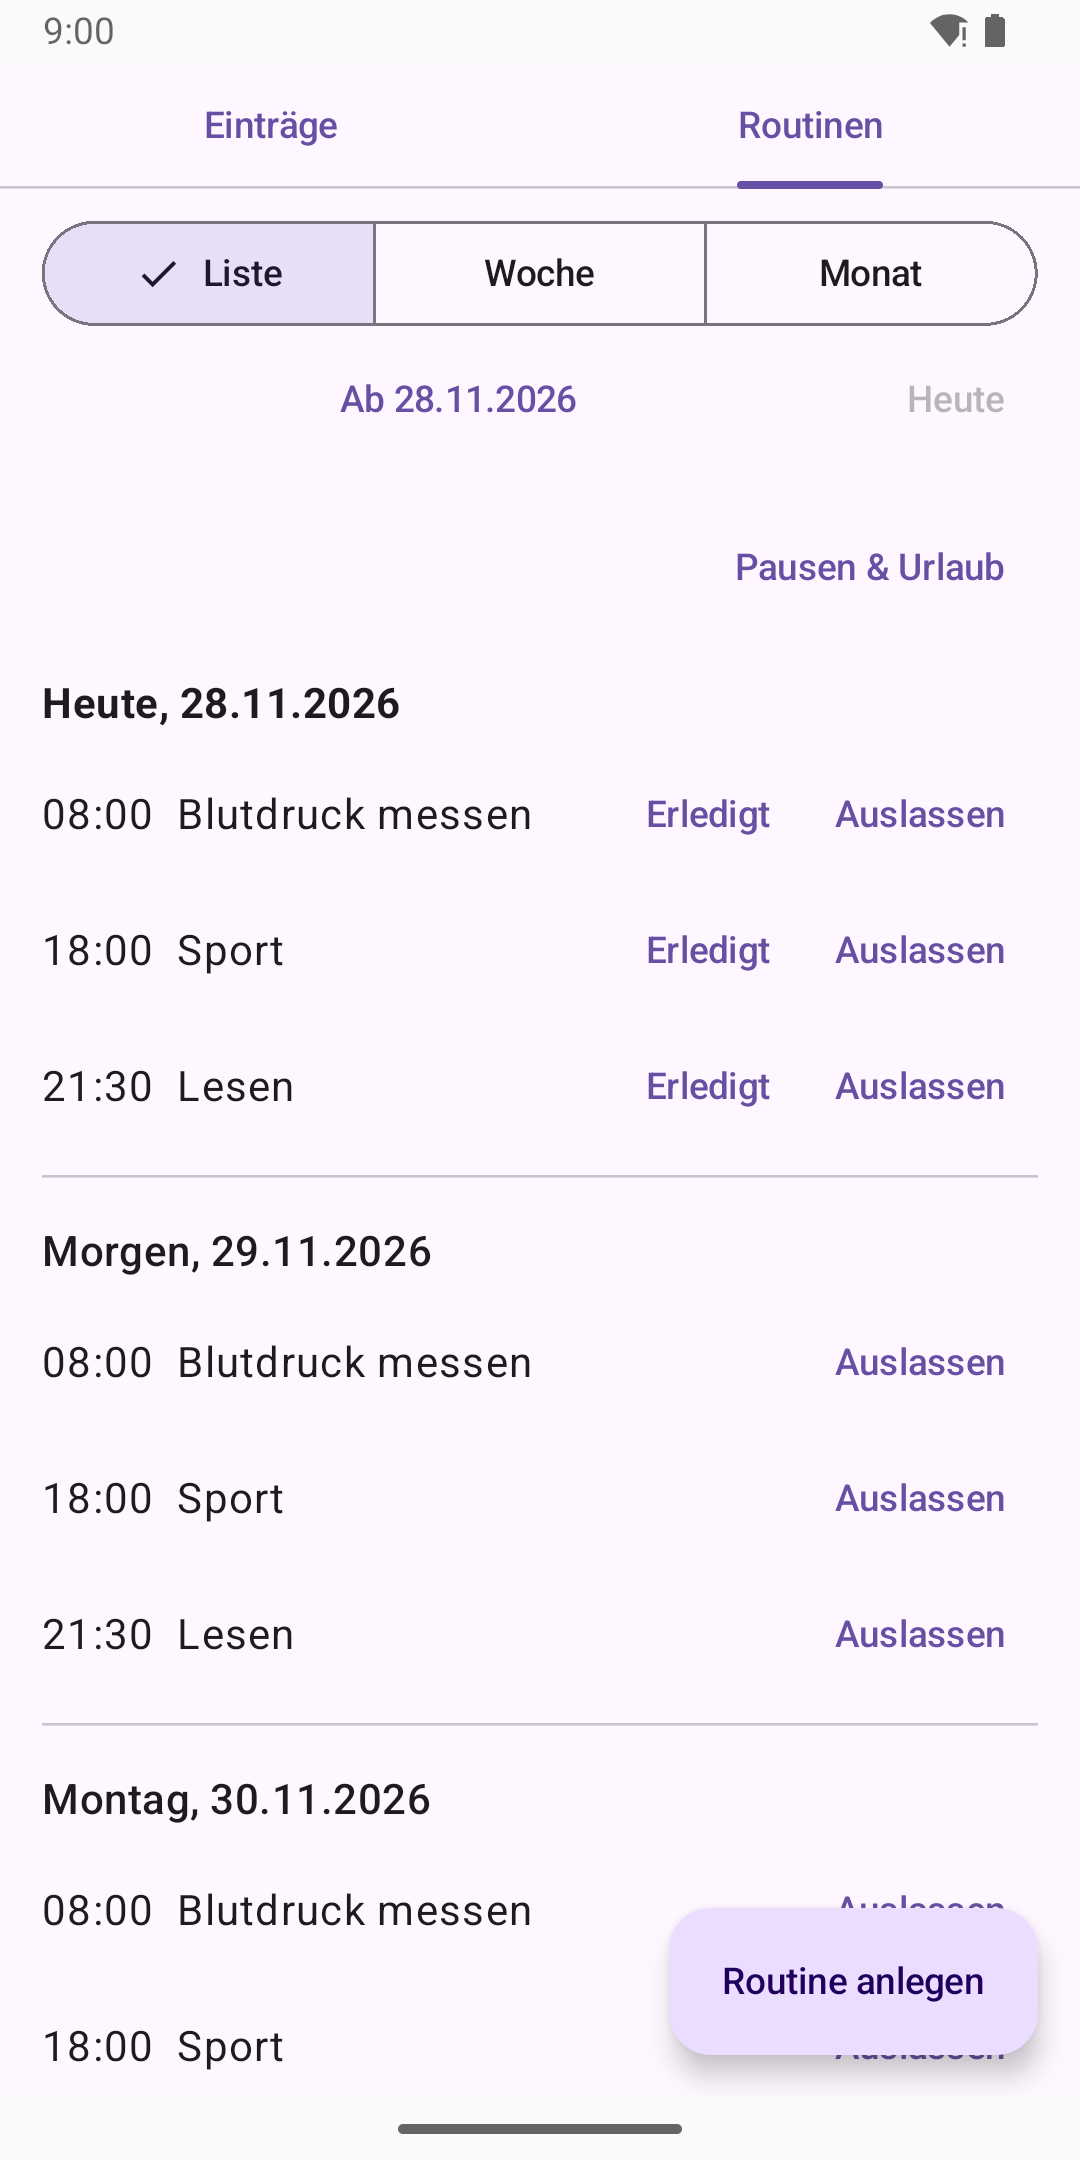 9:00
Einträge Routinen
Liste Woche Monat
Ab 28.11.2026 Heute
Pausen & Urlaub
Heute, 28.11.2026
08:00 Blutdruck messen Erledigt Auslassen
18:00 Sport Erledigt Auslassen
21:30 Lesen Erledigt Auslassen
Morgen, 29.11.2026
08:00 Blutdruck messen Auslassen
18:00 Sport Auslassen
21:30 Lesen Auslassen
Montag, 30.11.2026
08:00 Blutdruck messen
Routine anlegen
18:00 Sport